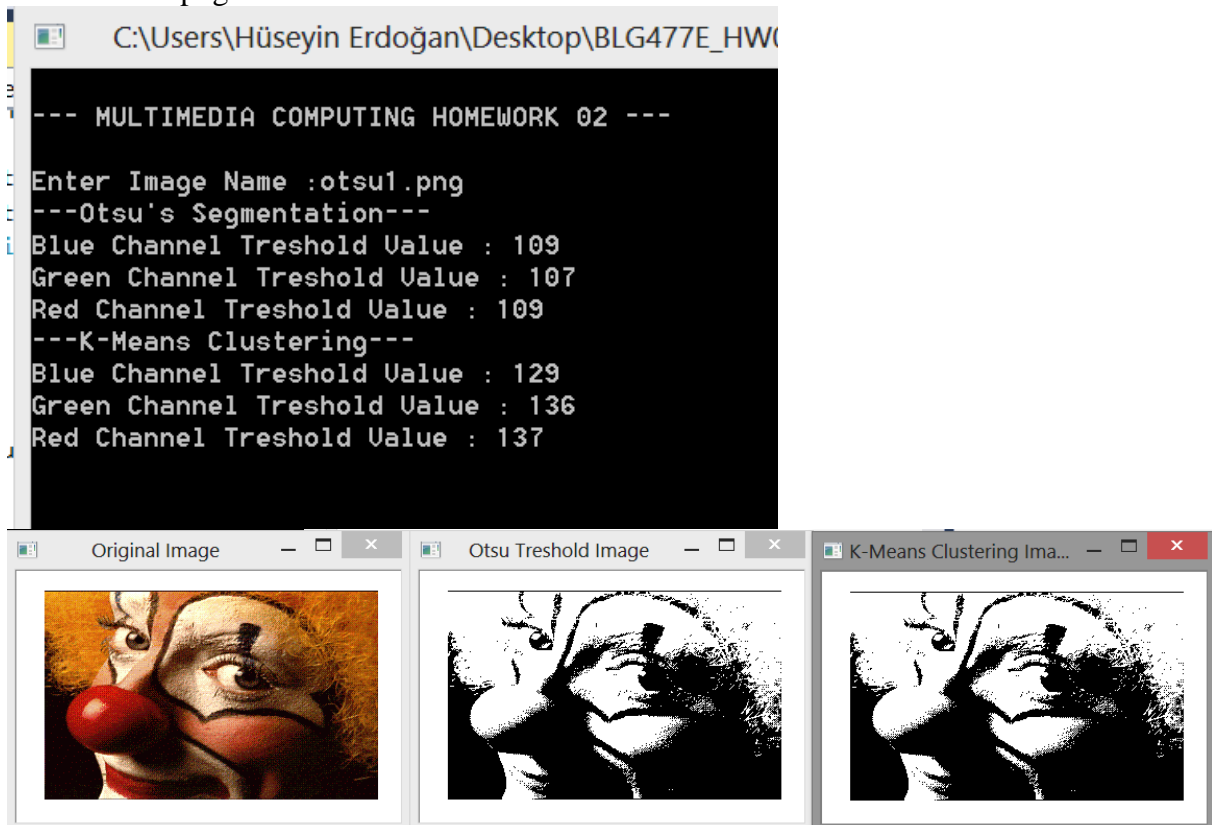 C:\Users\Hüseyin Erdoğan\Desktop\BLG477E_HW
--- MULTIMEDIA COMPUTING HOMEWORK 02 ---
Enter Image Name :otsu1.png
---Otsu's Segmentation---
Blue Channel Treshold Value : 109
Green Channel Treshold Value : 107
Red Channel Treshold Value : 109
---K-Means Clustering---
Blue Channel Treshold Value : 129
Green Channel Treshold Value : 136
Red Channel Treshold Value : 137
Original Image
Otsu Treshold Image
K-Means Clustering Ima...